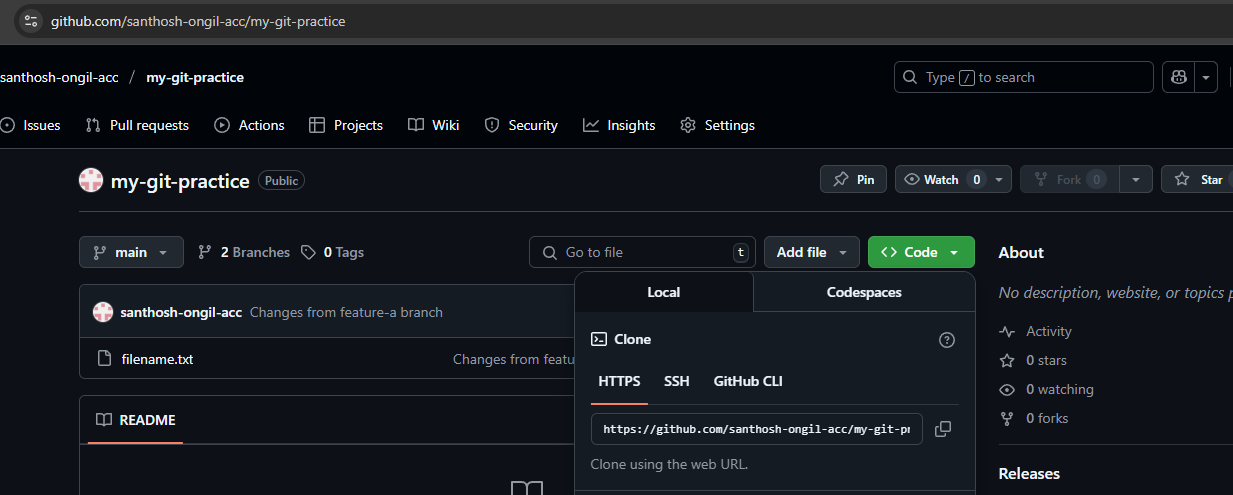 github.com/santhosh-ongil-acc/my-git-practice
santhosh-ongil-acc / my-git-practice
Type / to search
Issues Pull requests Actions Projects Wiki Security Insights Settings
my-git-practice Public
Pin Watch 0 Fork 0 Star
main 2 Branches 0 Tags Go to file t Add file Code
About
Local Codespaces
No description, website, or topics p
santhosh-ongil-acc Changes from feature-a branch
Clone
Activity
filename.txt Changes from featu
0 stars
HTTPS SSH GitHub CLI
0 watching
README
0 forks
https://github.com/santhosh-ongil-acc/my-git-pr
Clone using the web URL.
Releases